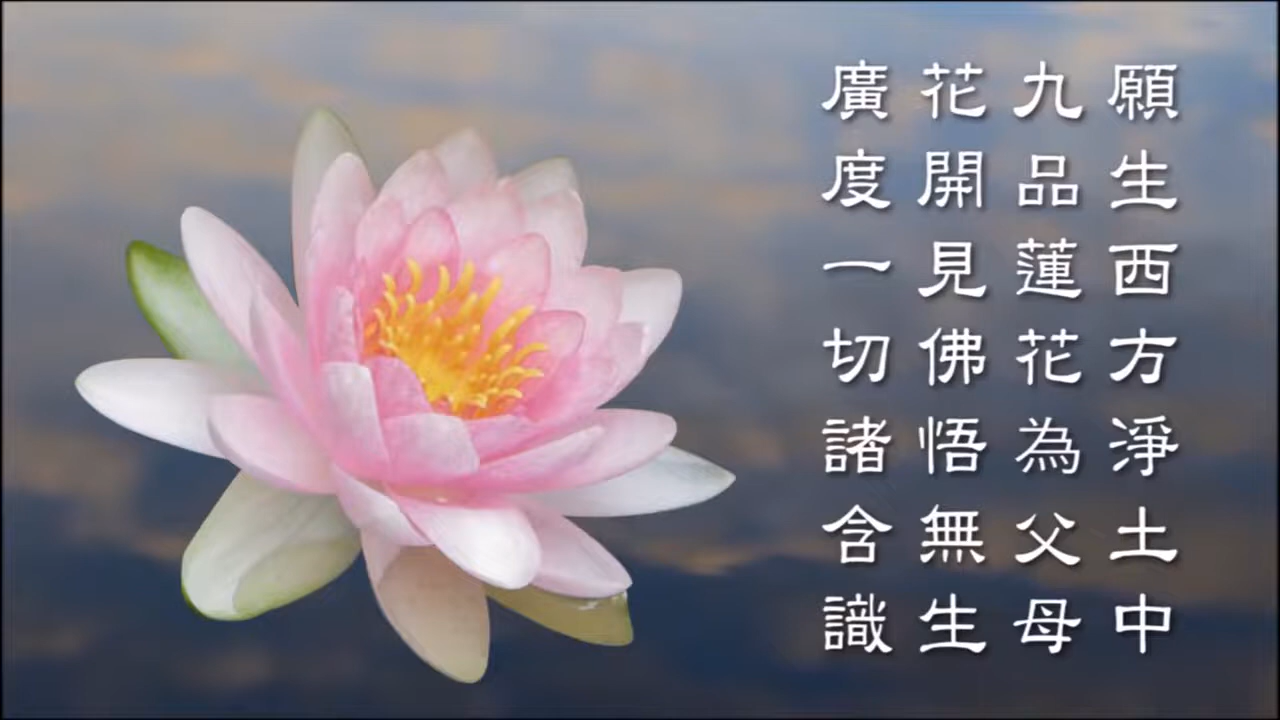 願生西方淨土中
九品蓮花為父母
花開見佛悟無生
廣度一切諸含識